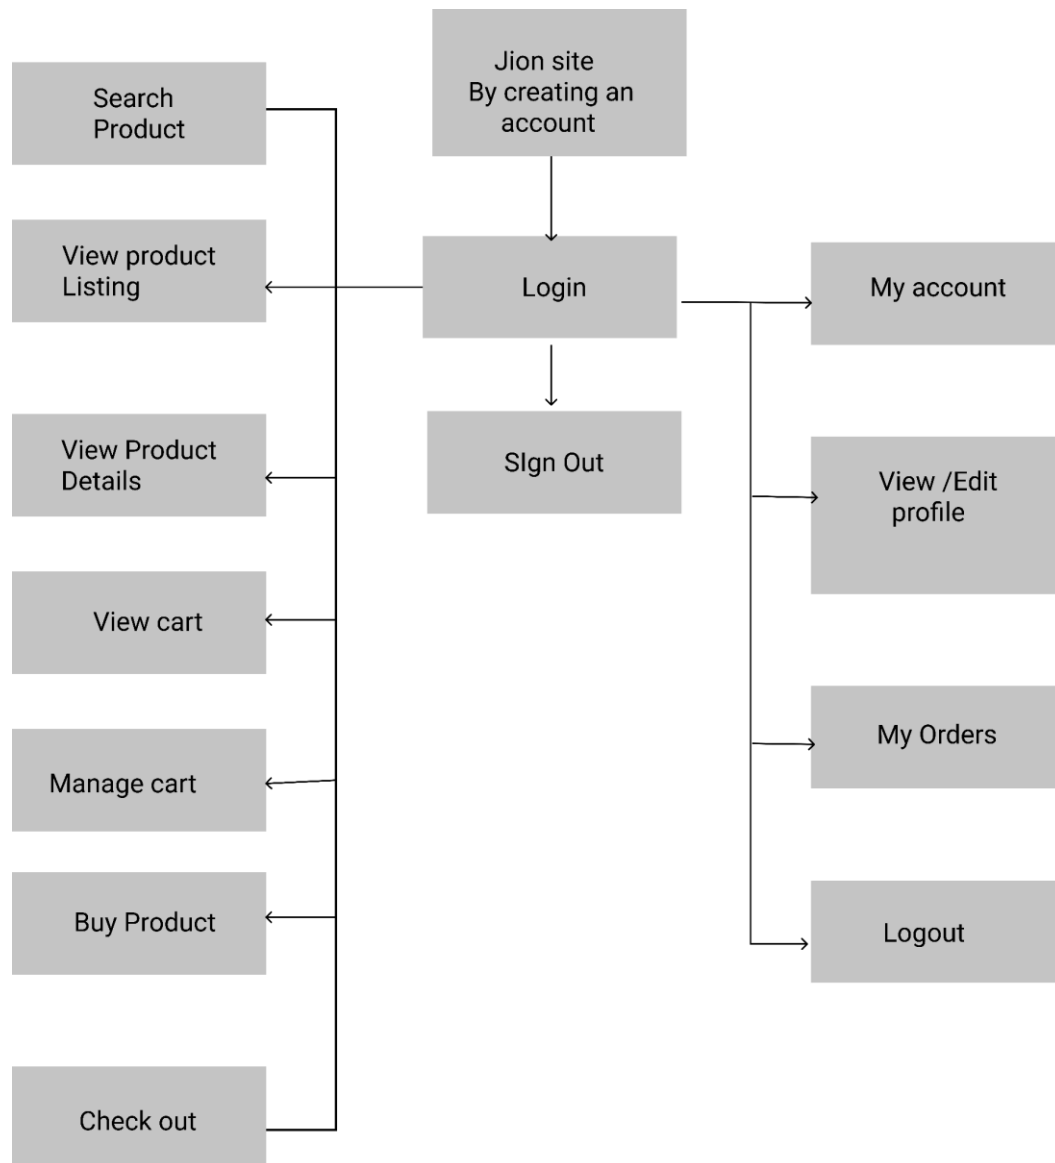 Jion site
By creating an
account
Search
Product
View product
Listing
Login
My account
View Product
Details
SIgn Out
View /Edit
profile
View cart
Manage cart
My Orders
Buy Product
Logout
Check out